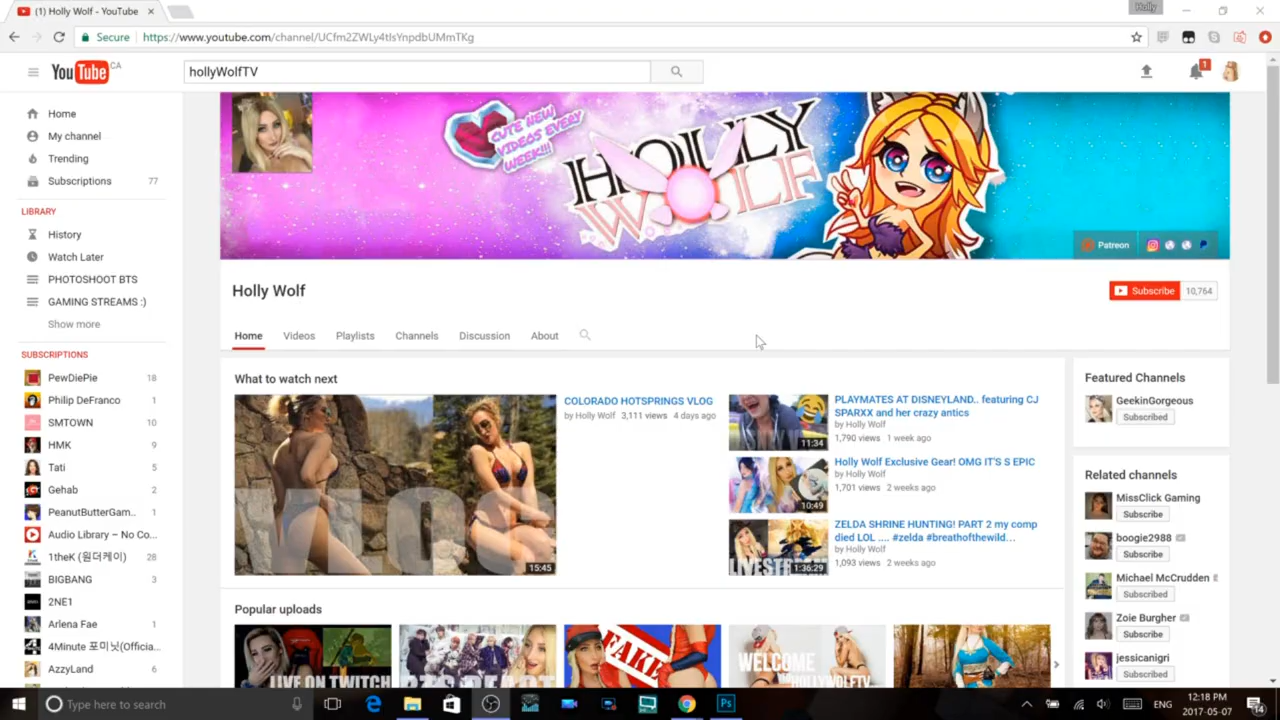 (1) Holly Wolf - YouTube
Holly
Secure
https://www.youtube.com/channel/UCfm2ZWLy4tIsYnpdbUMmTKg
YouTube CA
hollyWolfTV
1
Home
My channel
Trending
Subscriptions 77
LIBRARY
History
Watch Later
PHOTOSHOOT BTS
GAMING STREAMS :)
Show more
SUBSCRIPTIONS
PewDiePie 18
Philip DeFranco 1
SMTOWN 10
HMK 9
Tati 5
Gehab 2
PeanutButterGam... 1
Audio Library – No Co...
1theK (원더케이) 28
BIGBANG 3
2NE1
Arlena Fae 1
4Minute 포미닛(Officia...
AzzyLand 6
CUTE NEW
VIDEOS EVERY
WEEK!!!
HOLLY
WOLF
Patreon
Holly Wolf
Subscribe 10,764
Home Videos Playlists Channels Discussion About
What to watch next
VLOGS
15:45
COLORADO HOTSPRINGS VLOG
by Holly Wolf 3,111 views 4 days ago
11:34
PLAYMATES AT DISNEYLAND.. featuring CJ
SPARXX and her crazy antics
by Holly Wolf
1,790 views 1 week ago
10:49
Holly Wolf Exclusive Gear! OMG IT'S S EPIC
by Holly Wolf
1,701 views 2 weeks ago
LIVESTREAM
1:36:29
ZELDA SHRINE HUNTING! PART 2 my comp
died LOL .... #zelda #breathofthewild...
by Holly Wolf
1,093 views 2 weeks ago
Popular uploads
LIVE ON TWITCH
FAKE
WELCOME
HOLLYWOLFTV
Featured Channels
GeekinGorgeous
Subscribed
Related channels
MissClick Gaming
Subscribe
boogie2988
Subscribe
Michael McCrudden
Subscribed
Zoie Burgher
Subscribe
jessicanigri
Subscribed
Type here to search
Ps
ENG
12:18 PM
2017-05-07
14